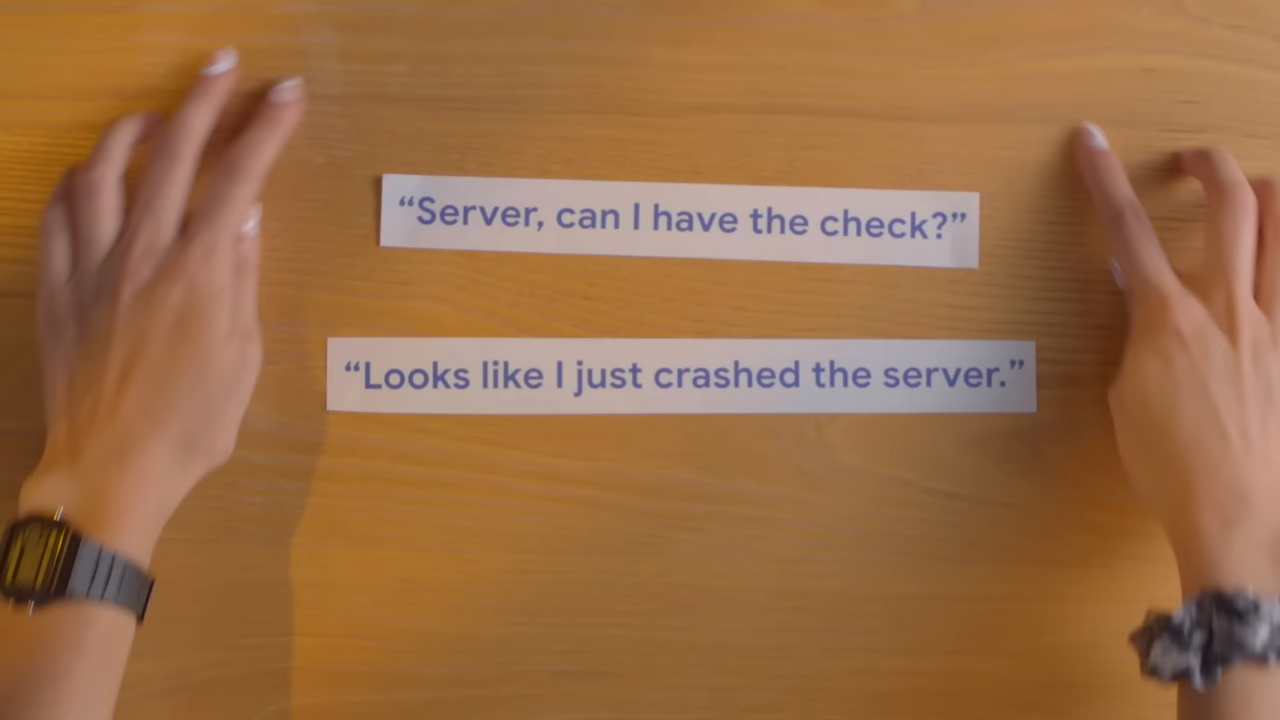 “Server, can I have the check?”
“Looks like I just crashed the server.”